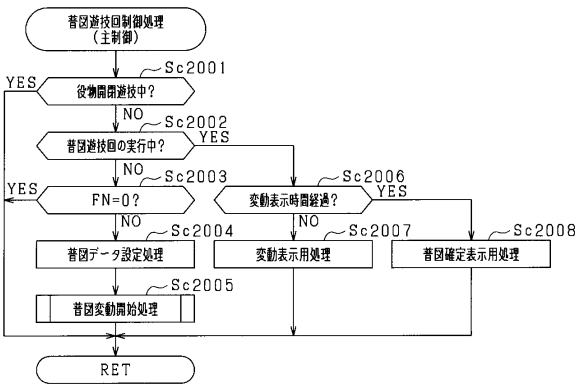 普図遊技回制御処理
(主制御)
Sc2001
YES
役物開閉遊技中?
NO
Sc2002
普図遊技回の実行中?
YES
NO
Sc2003
YES
FN=0?
NO
Sc2006
変動表示時間経過?
YES
NO
Sc2004
普図データ設定処理
Sc2007
変動表示用処理
Sc2008
普図確定表示用処理
Sc2005
普図変動開始処理
RET